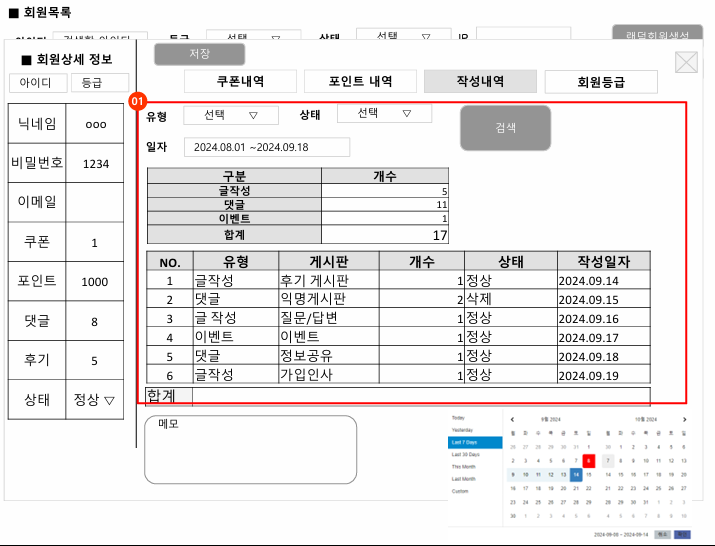 ■ 회원목록
등급 선택 ▽ 상태 선택 ▽ IP 랜덤회원생성
■ 회원상세 정보
저장
아이디 등급
쿠폰내역 포인트 내역 작성내역 회원등급
01
유형 선택 ▽ 상태 선택 ▽ 검색
일자 2024.08.01 ~2024.09.18
닉네임 ooo
비밀번호 1234
이메일
쿠폰 1
포인트 1000
댓글 8
후기 5
상태 정상 ▽
구분 개수
글작성 5
댓글 11
이벤트 1
합계 17
NO. 유형 게시판 개수 상태 작성일자
1 글작성 후기 게시판 1 정상 2024.09.14
2 댓글 익명게시판 2 삭제 2024.09.15
3 글 작성 질문/답변 1 정상 2024.09.16
4 이벤트 이벤트 1 정상 2024.09.17
5 댓글 정보공유 1 정상 2024.09.18
6 글작성 가입인사 1 정상 2024.09.19
합계
메모
Today
Yesterday
Last 7 Days
Last 30 Days
This Month
Last Month
Custom
< 9월 2024
월 화 수 목 금 토 일
26 27 28 29 30 31 1
2 3 4 5 6 7 8
9 10 11 12 13 14 15
16 17 18 19 20 21 22
23 24 25 26 27 28 29
30 1 2 3 4 5 6
10월 2024 >
월 화 수 목 금 토 일
30 1 2 3 4 5 6
7 8 9 10 11 12 13
14 15 16 17 18 19 20
21 22 23 24 25 26 27
28 29 30 31 1 2 3
4 5 6 7 8 9 10
2024-09-08 ~ 2024-09-14 취소